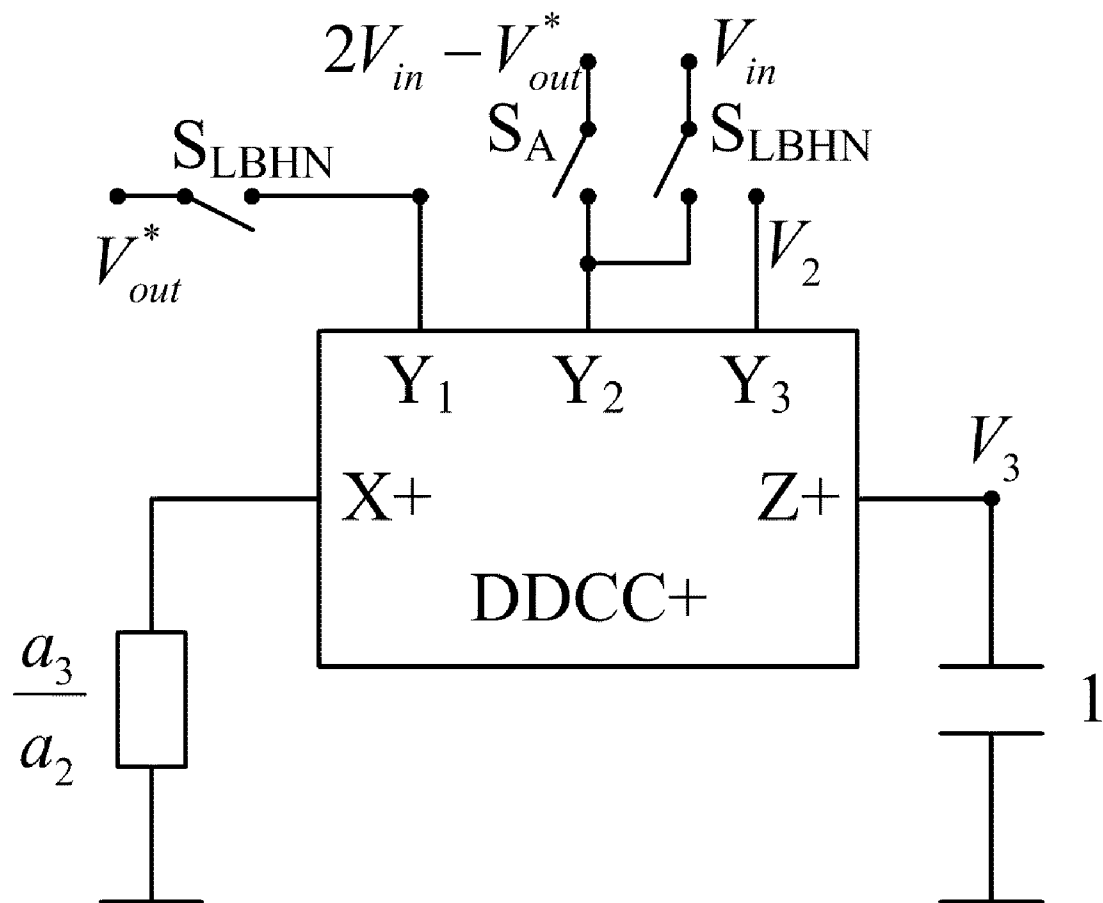 2V_in − V*_out
V_in
S_A
S_LBHN
S_LBHN
V*_out
V_2
Y_1
Y_2
Y_3
X+
Z+
V_3
DDCC+
a_3
a_2
1